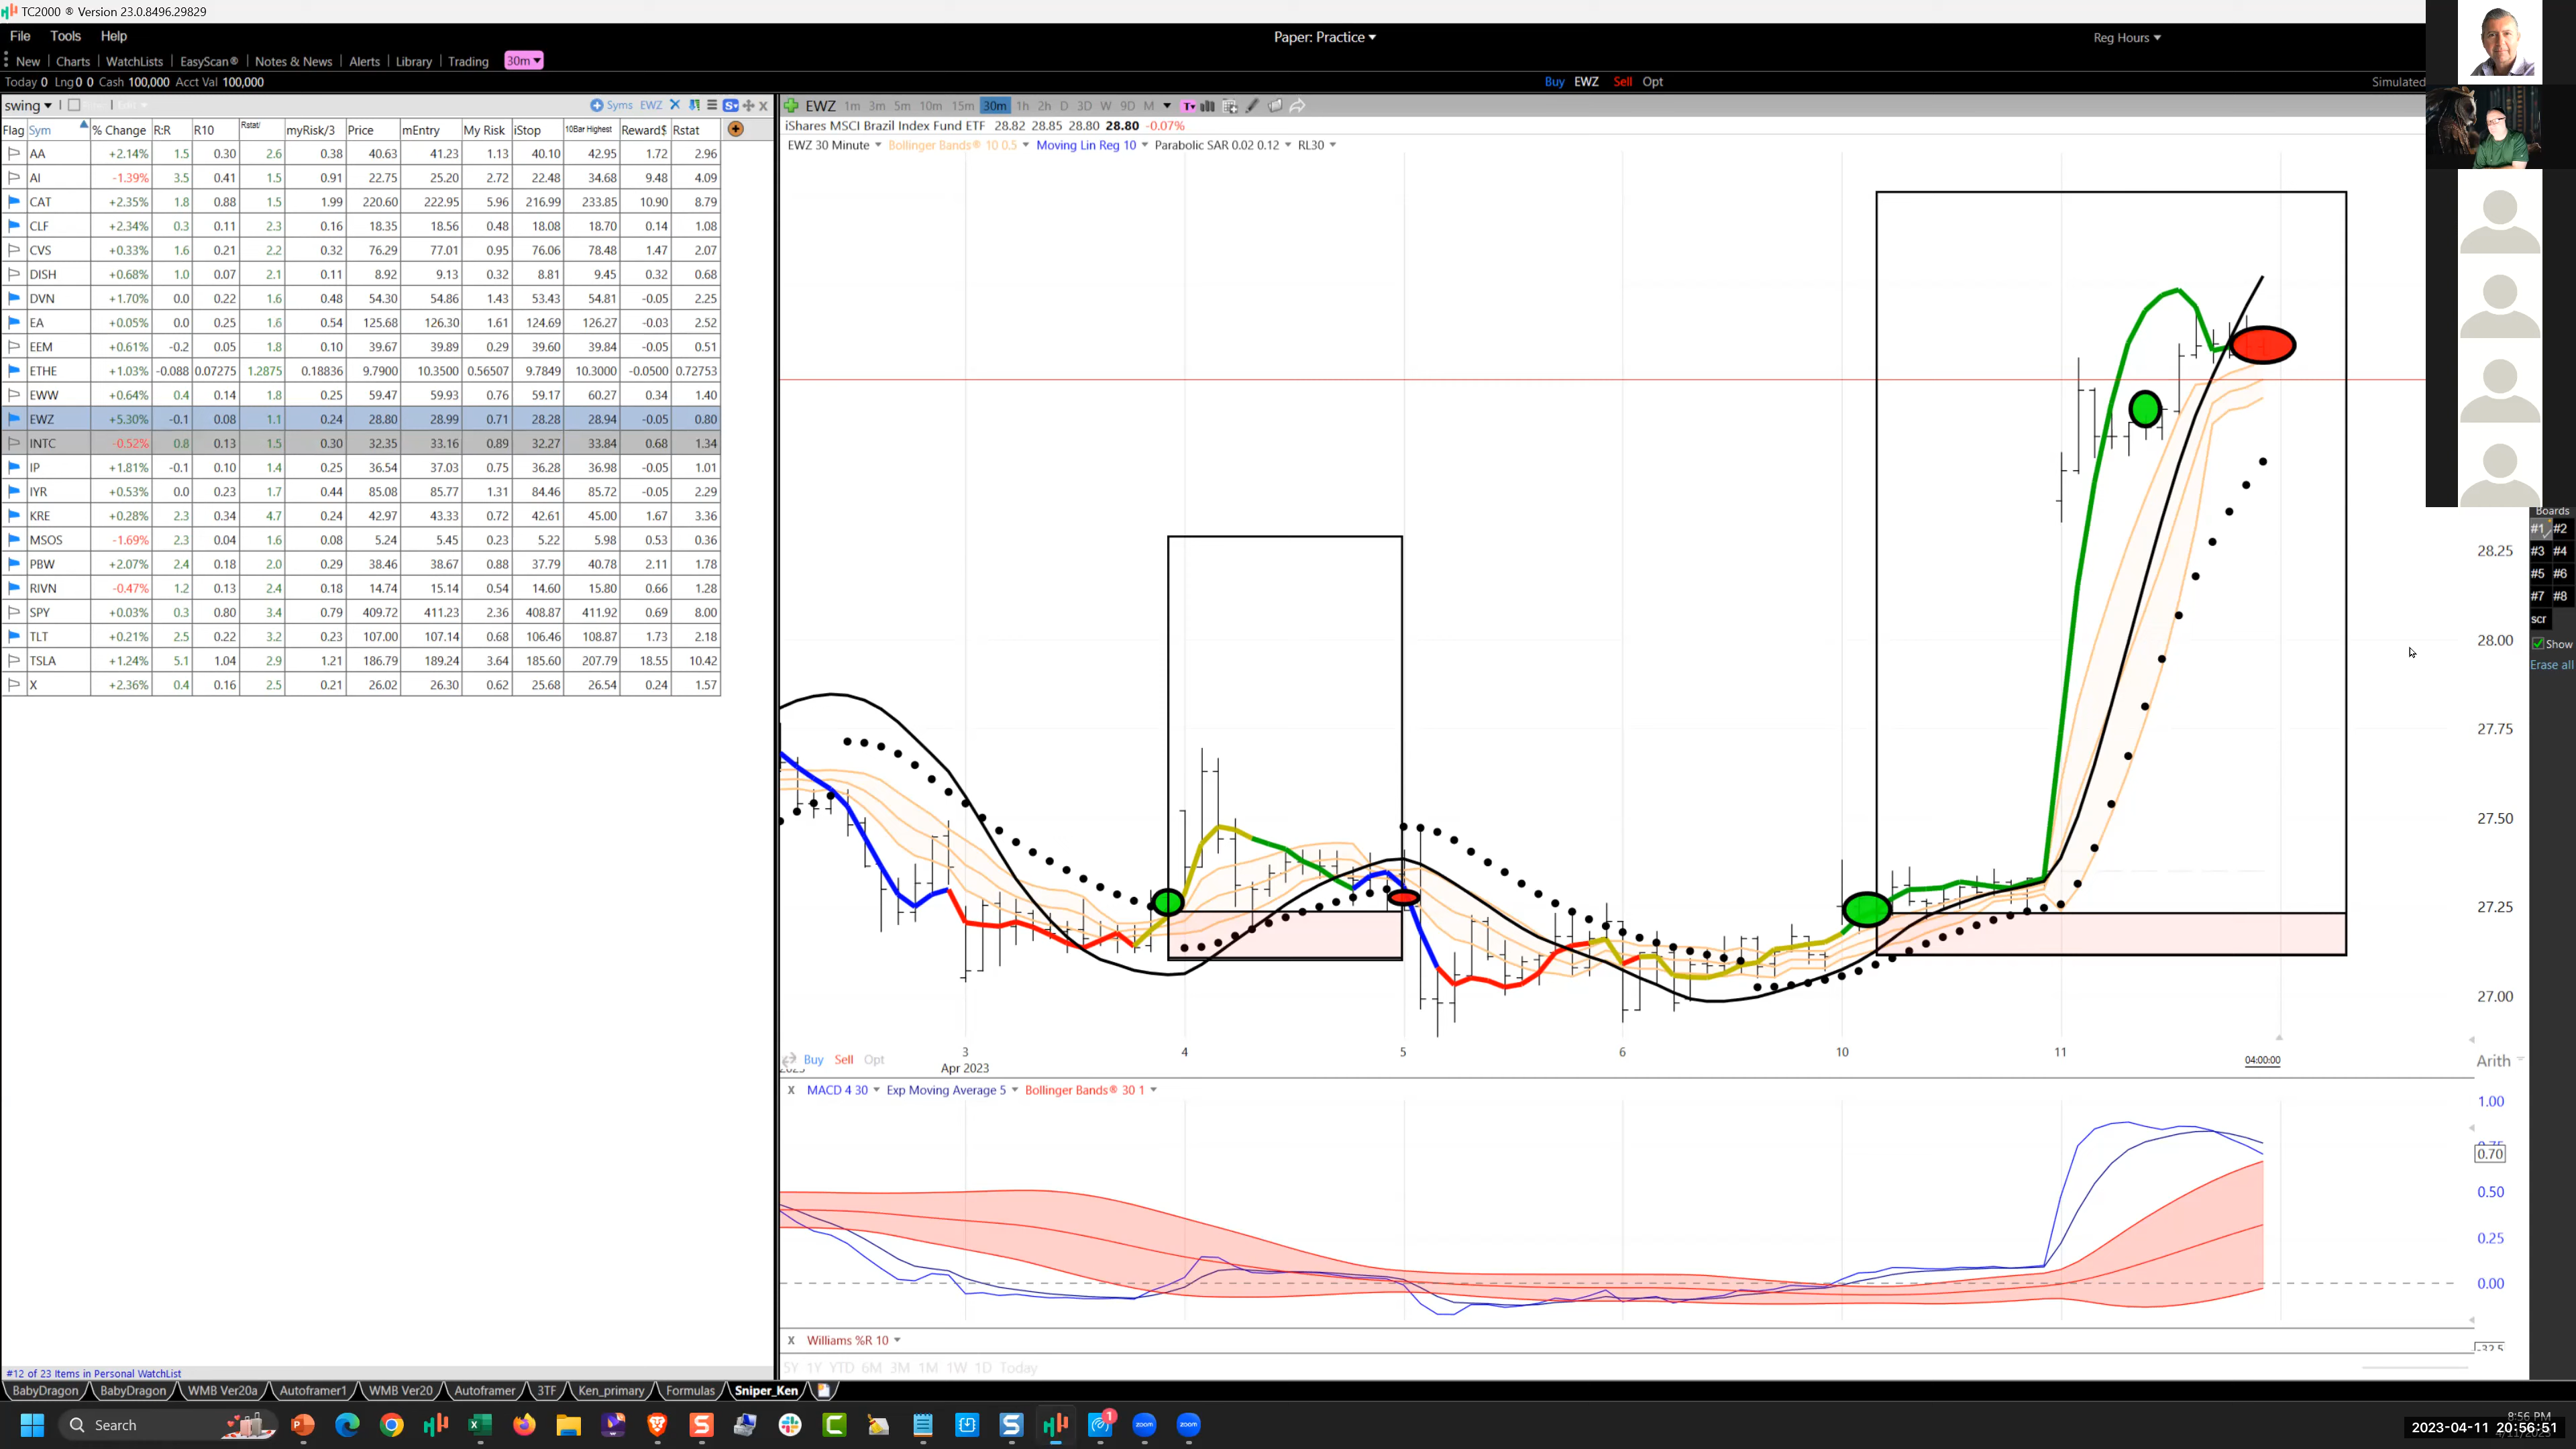 TC2000 ® Version 23.0.8496.29829
File Tools Help
Paper: Practice
Reg Hours
New Charts WatchLists EasyScan® Notes & News Alerts Library Trading 30m
Today 0 Lng 0 0 Cash 100,000 Acct Val 100,000
Buy EWZ Sell Opt
Simulated
swing
Syms EWZ
Flag Sym % Change R:R R10 Rstat/ myRisk/3 Price mEntry My Risk iStop 10Bar Highest Reward$ Rstat
AA +2.14% 1.5 0.30 2.6 0.38 40.63 41.23 1.13 40.10 42.95 1.72 2.96
AI -1.39% 3.5 0.41 1.5 0.91 22.75 25.20 2.72 22.48 34.68 9.48 4.09
CAT +2.35% 1.8 0.88 1.5 1.99 220.60 222.95 5.96 216.99 233.85 10.90 8.79
CLF +2.34% 0.3 0.11 2.3 0.16 18.35 18.56 0.48 18.08 18.70 0.14 1.08
CVS +0.33% 1.6 0.21 2.2 0.32 76.29 77.01 0.95 76.06 78.48 1.47 2.07
DISH +0.68% 1.0 0.07 2.1 0.11 8.92 9.13 0.32 8.81 9.45 0.32 0.68
DVN +1.70% 0.0 0.22 1.6 0.48 54.30 54.86 1.43 53.43 54.81 -0.05 2.25
EA +0.05% 0.0 0.25 1.6 0.54 125.68 126.30 1.61 124.69 126.27 -0.03 2.52
EEM +0.61% -0.2 0.05 1.8 0.10 39.67 39.89 0.29 39.60 39.84 -0.05 0.51
ETHE +1.03% -0.088 0.07275 1.2875 0.18836 9.7900 10.3500 0.56507 9.7849 10.3000 -0.0500 0.72753
EWW +0.64% 0.4 0.14 1.8 0.25 59.47 59.93 0.76 59.17 60.27 0.34 1.40
EWZ +5.30% -0.1 0.08 1.1 0.24 28.80 28.99 0.71 28.28 28.94 -0.05 0.80
INTC -0.52% 0.8 0.13 1.5 0.30 32.35 33.16 0.89 32.27 33.84 0.68 1.34
IP +1.81% -0.1 0.10 1.4 0.25 36.54 37.03 0.75 36.28 36.98 -0.05 1.01
IYR +0.53% 0.0 0.23 1.7 0.44 85.08 85.77 1.31 84.46 85.72 -0.05 2.29
KRE +0.28% 2.3 0.34 4.7 0.24 42.97 43.33 0.72 42.61 45.00 1.67 3.36
MSOS -1.69% 2.3 0.04 1.6 0.08 5.24 5.45 0.23 5.22 5.98 0.53 0.36
PBW +2.07% 2.4 0.18 2.0 0.29 38.46 38.67 0.88 37.79 40.78 2.11 1.78
RIVN -0.47% 1.2 0.13 2.4 0.18 14.74 15.14 0.54 14.60 15.80 0.66 1.28
SPY +0.03% 0.3 0.80 3.4 0.79 409.72 411.23 2.36 408.87 411.92 0.69 8.00
TLT +0.21% 2.5 0.22 3.2 0.23 107.00 107.14 0.68 106.46 108.87 1.73 2.18
TSLA +1.24% 5.1 1.04 2.9 1.21 186.79 189.24 3.64 185.60 207.79 18.55 10.42
X +2.36% 0.4 0.16 2.5 0.21 26.02 26.30 0.62 25.68 26.54 0.24 1.57
#12 of 23 Items in Personal WatchList
EWZ 1m 3m 5m 10m 15m 30m 1h 2h D 3D W 9D M
iShares MSCI Brazil Index Fund ETF 28.82 28.85 28.80 28.80 -0.07%
EWZ 30 Minute Bollinger Bands® 10 0.5 Moving Lin Reg 10 Parabolic SAR 0.02 0.12 RL30
28.25
28.00
27.75
27.50
27.25
27.00
Buy Sell Opt
3 4 5 6 10 11
Apr 2023
04:00:00
Arith
X MACD 4 30 Exp Moving Average 5 Bollinger Bands® 30 1
1.00
0.70
0.50
0.25
0.00
X Williams %R 10
5Y 1Y YTD 6M 3M 1M 1W 1D Today
Boards
#1 #2
#3 #4
#5 #6
#7 #8
scr
Show
Erase all
BabyDragon BabyDragon WMB Ver20a Autoframer1 WMB Ver20 Autoframer 3TF Ken_primary Formulas Sniper_Ken
Search
zoom zoom
1
2023-04-11 20:56:51